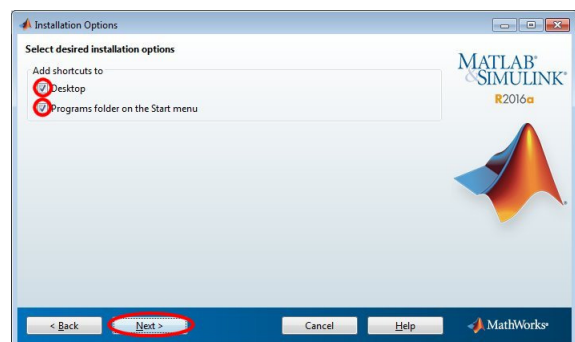 Installation Options
Select desired installation options
Add shortcuts to
Desktop
Programs folder on the Start menu
MATLAB®
&SIMULINK®
R2016a
< Back
Next >
Cancel
Help
MathWorks®